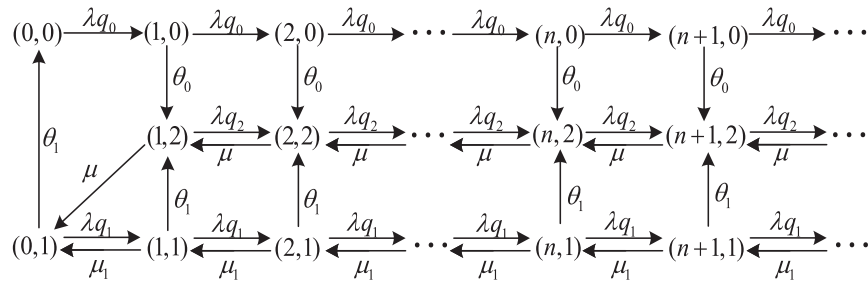 λq₀ λq₀ λq₀ λq₀ λq₀ λq₀
(0,0) (1,0) (2,0) ⋯ (n,0) (n+1,0) ⋯
θ₀ θ₀ θ₀ θ₀
λq₂ λq₂ λq₂ λq₂ λq₂
(1,2) (2,2) ⋯ (n,2) (n+1,2) ⋯
μ μ μ μ μ
θ₁ μ θ₁ θ₁ θ₁ θ₁
λq₁ λq₁ λq₁ λq₁ λq₁ λq₁
(0,1) (1,1) (2,1) ⋯ (n,1) (n+1,1) ⋯
μ₁ μ₁ μ₁ μ₁ μ₁ μ₁